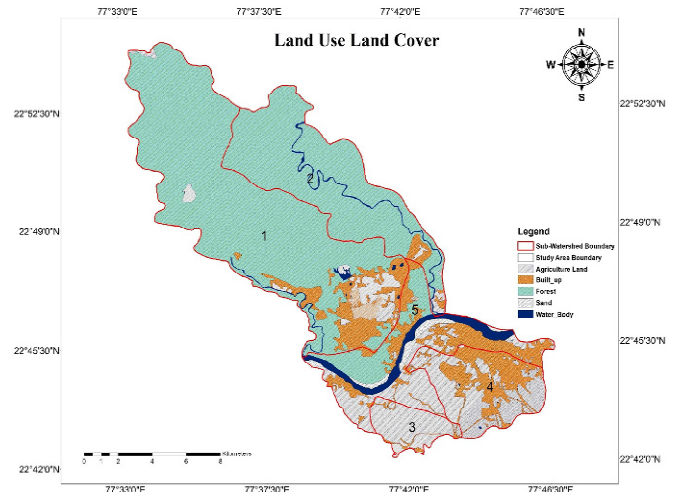 77°33'0"E 77°37'30"E 77°42'0"E 77°46'30"E
Land Use Land Cover
N
W E
S
22°52'30"N 22°52'30"N
2
22°49'0"N 22°49'0"N
1
Legend
Sub-Watershed Boundary
Study Area Boundary
Agriculture Land
Built_up
Forest
Sand
Water_Body
5
22°45'30"N 22°45'30"N
4
3
0 1 2 4 6 8 Kilometers
22°42'0"N 22°42'0"N
77°33'0"E 77°37'30"E 77°42'0"E 77°46'30"E